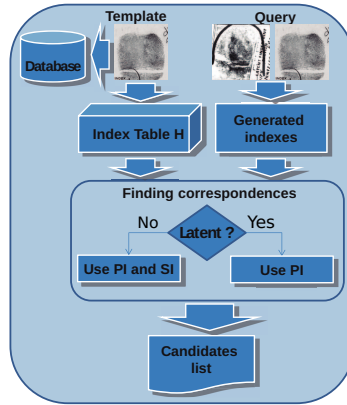 Template
Query
Database
Index Table H
Generated
indexes
Finding correspondences
No
Latent ?
Yes
Use PI and SI
Use PI
Candidates
list